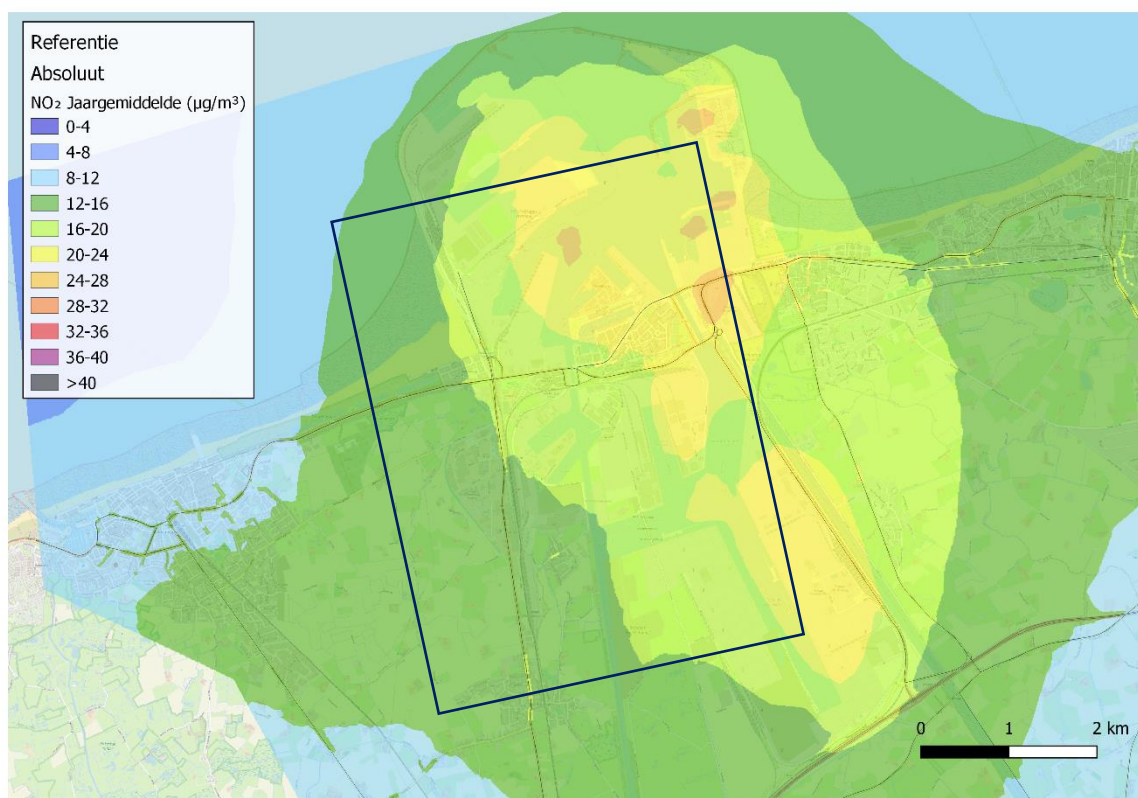 Referentie
Absoluut
NO₂ Jaargemiddelde (µg/m³)
0-4
4-8
8-12
12-16
16-20
20-24
24-28
28-32
32-36
36-40
>40
0 1 2 km